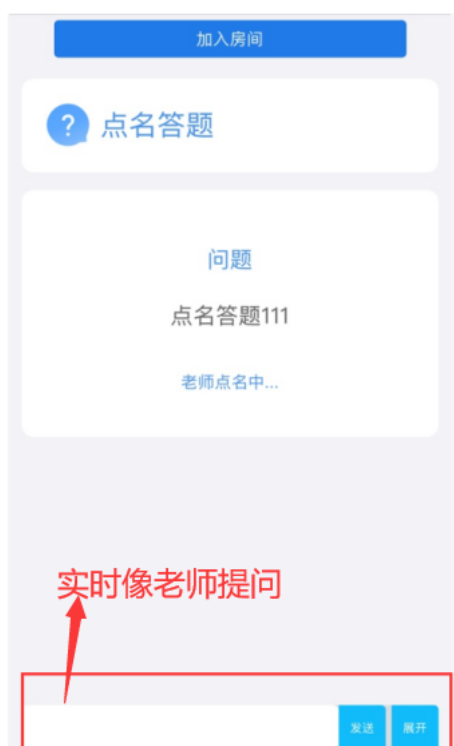 加入房间
? 点名答题
问题
点名答题111
老师点名中...
实时像老师提问
发送 展开